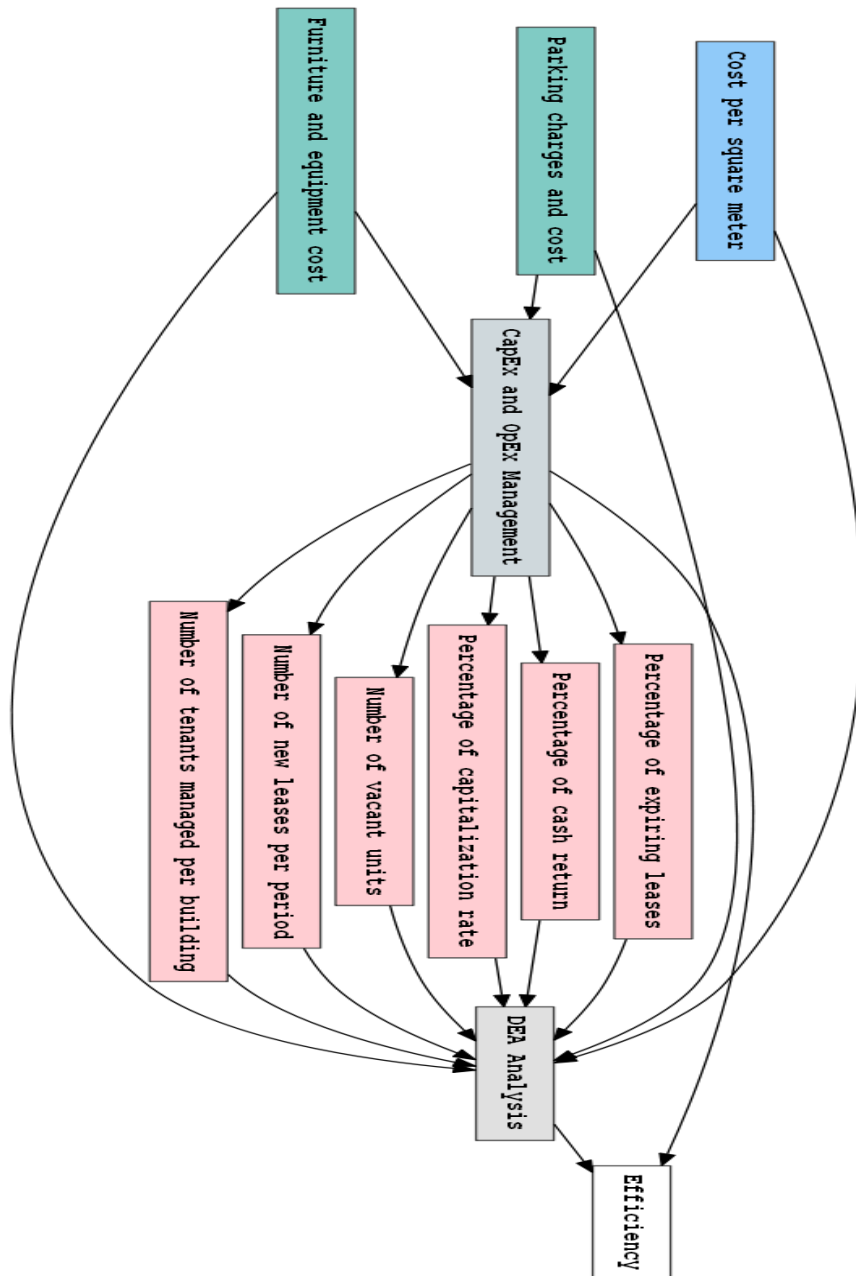 Cost per square meter
Parking charges and cost
Furniture and equipment cost
CapEx and OpEx Management
Percentage of expiring leases
Percentage of cash return
Percentage of capitalization rate
Number of vacant units
Number of new leases per period
Number of tenants managed per building
DEA Analysis
Efficiency